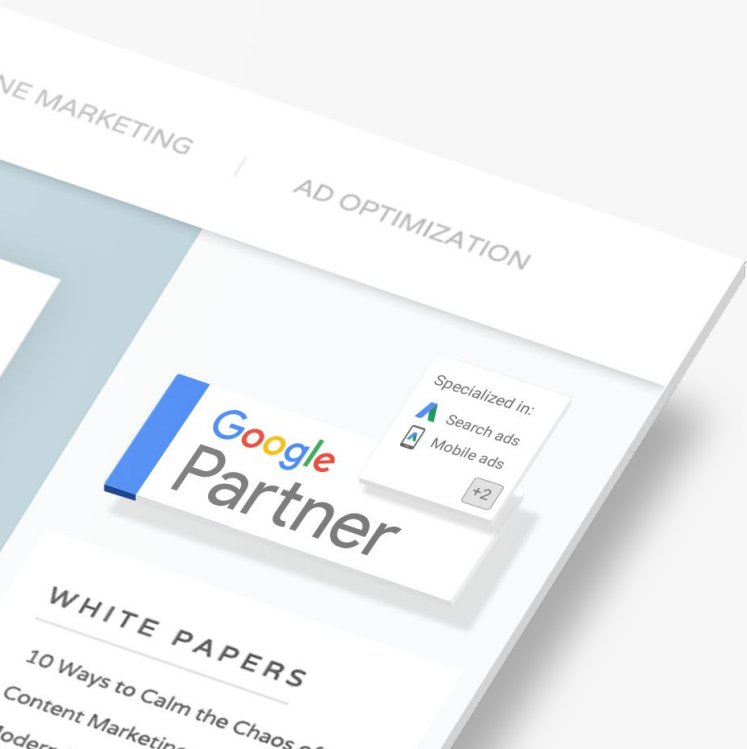 MARKETING | AD OPTIMIZATION
Specialized in:
Search ads
Mobile ads
+2
Google
Partner
WHITE PAPERS
10 Ways to Calm the Chaos of
Content Marketing